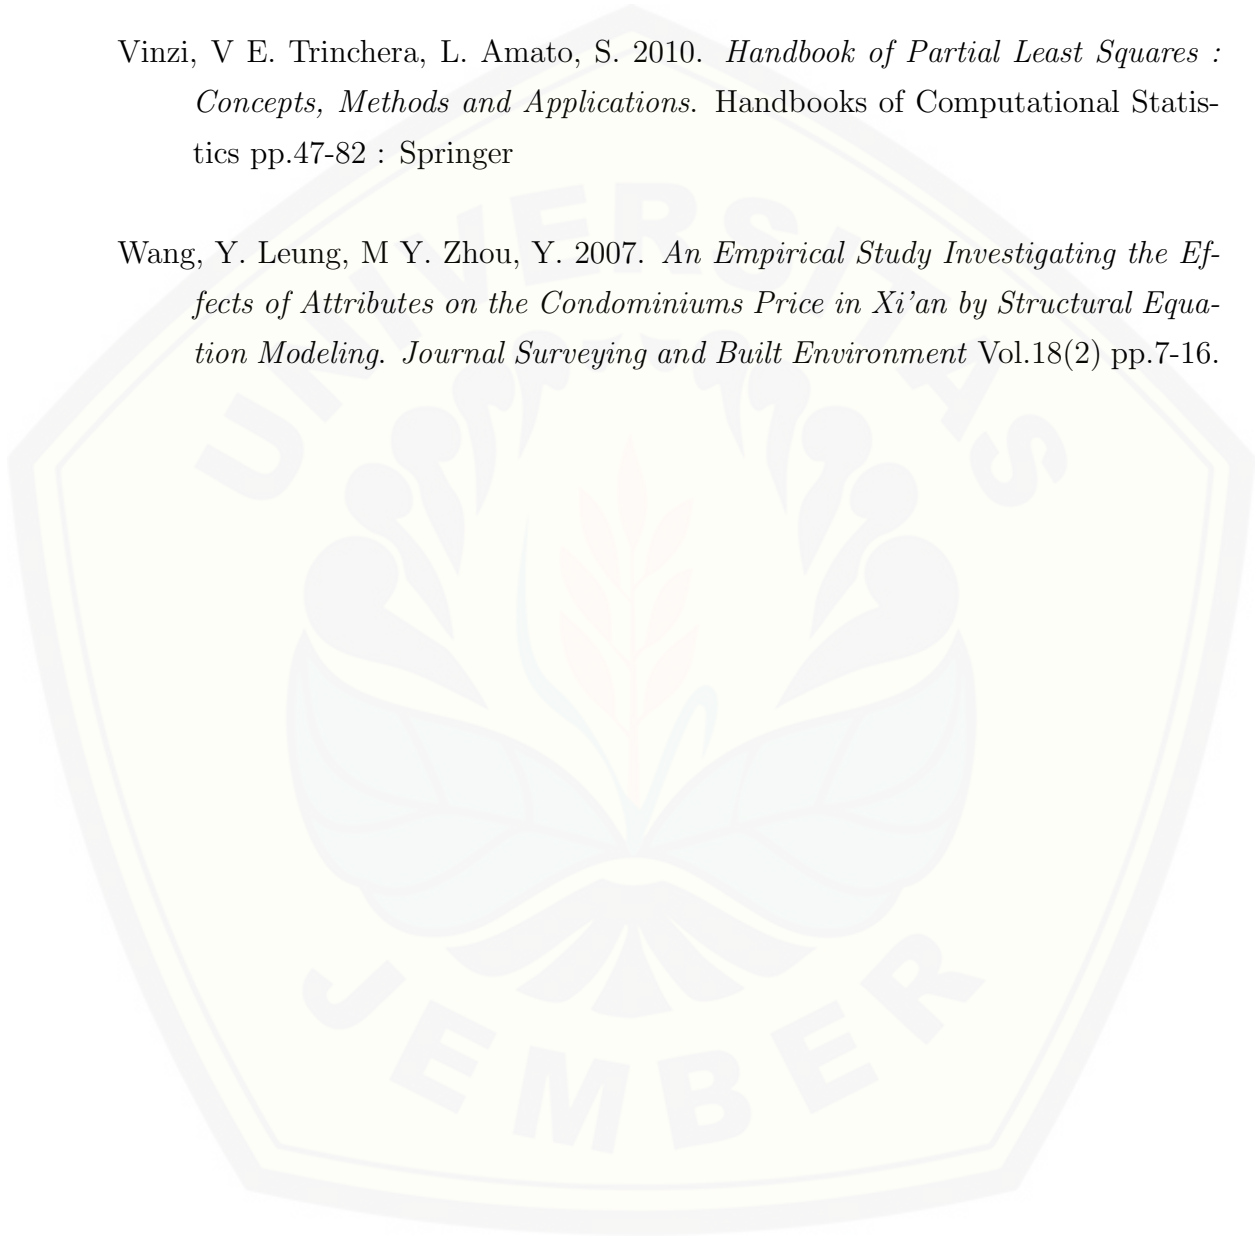 Vinzi, V E. Trinchera, L. Amato, S. 2010. Handbook of Partial Least Squares :
Concepts, Methods and Applications. Handbooks of Computational Statis-
tics pp.47-82 : Springer
Wang, Y. Leung, M Y. Zhou, Y. 2007. An Empirical Study Investigating the Ef-
fects of Attributes on the Condominiums Price in Xi'an by Structural Equa-
tion Modeling. Journal Surveying and Built Environment Vol.18(2) pp.7-16.
UNIVERSITAS
JEMBER